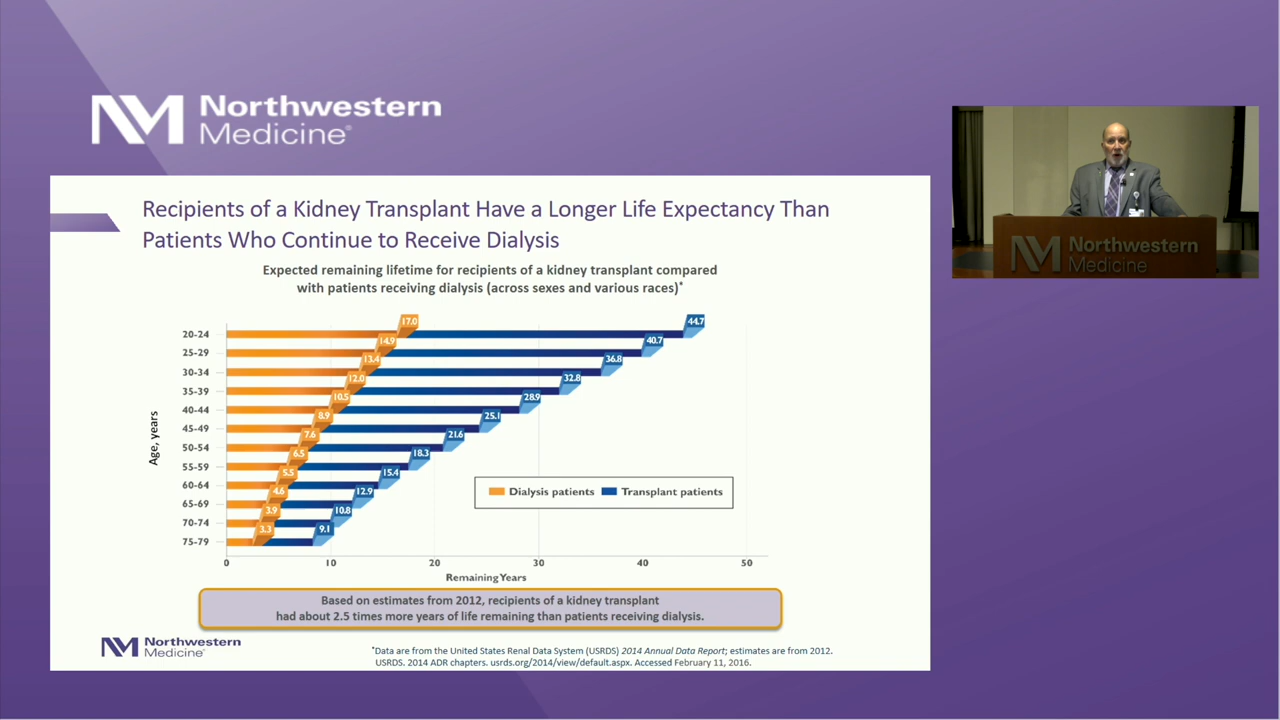 Northwestern
Medicine®
Recipients of a Kidney Transplant Have a Longer Life Expectancy Than
Patients Who Continue to Receive Dialysis
Expected remaining lifetime for recipients of a kidney transplant compared
with patients receiving dialysis (across sexes and various races)*
Age, years
20-24 17.0 44.7
25-29 14.9 40.7
30-34 13.4 36.8
35-39 12.0 32.8
40-44 10.5 28.9
45-49 8.9 25.1
50-54 7.6 21.6
55-59 6.5 18.3
60-64 5.5 15.4
65-69 4.6 12.9
70-74 3.9 10.8
75-79 3.3 9.1
Dialysis patients Transplant patients
0 10 20 30 40 50
Remaining Years
Based on estimates from 2012, recipients of a kidney transplant
had about 2.5 times more years of life remaining than patients receiving dialysis.
Northwestern
Medicine®
*Data are from the United States Renal Data System (USRDS) 2014 Annual Data Report; estimates are from 2012.
USRDS. 2014 ADR chapters. usrds.org/2014/view/default.aspx. Accessed February 11, 2016.
Northwestern
Medicine